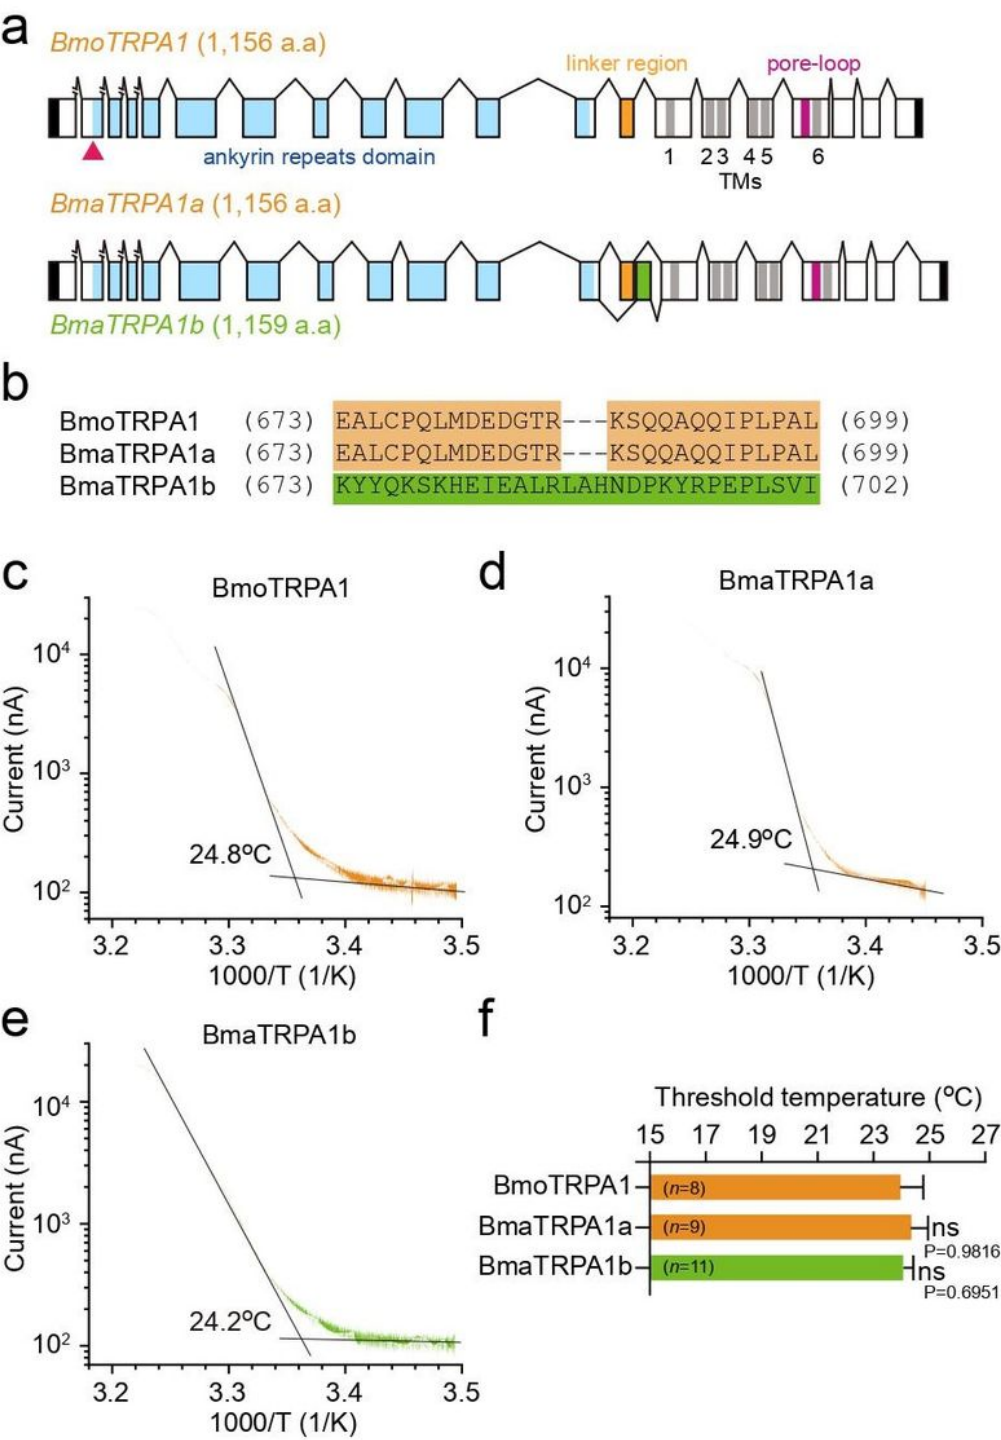 a
BmoTRPA1 (1,156 a.a)
linker region
pore-loop
ankyrin repeats domain
1 2 3 4 5 6
TMs
BmaTRPA1a (1,156 a.a)
BmaTRPA1b (1,159 a.a)
b
BmoTRPA1 (673) EALCPQLMDEDGTR---KSQQAQQIPLPAL (699)
BmaTRPA1a (673) EALCPQLMDEDGTR---KSQQAQQIPLPAL (699)
BmaTRPA1b (673) KYYQKSKHEIEALRLAHNDPKYRPEPLSVI (702)
c
BmoTRPA1
Current (nA)
10⁴
10³
10²
24.8ºC
3.2 3.3 3.4 3.5
1000/T (1/K)
d
BmaTRPA1a
Current (nA)
10⁴
10³
10²
24.9ºC
3.2 3.3 3.4 3.5
1000/T (1/K)
e
BmaTRPA1b
Current (nA)
10⁴
10³
10²
24.2ºC
3.2 3.3 3.4 3.5
1000/T (1/K)
f
Threshold temperature (ºC)
15 17 19 21 23 25 27
BmoTRPA1 (n=8)
BmaTRPA1a (n=9) ns
P=0.9816
BmaTRPA1b (n=11) ns
P=0.6951